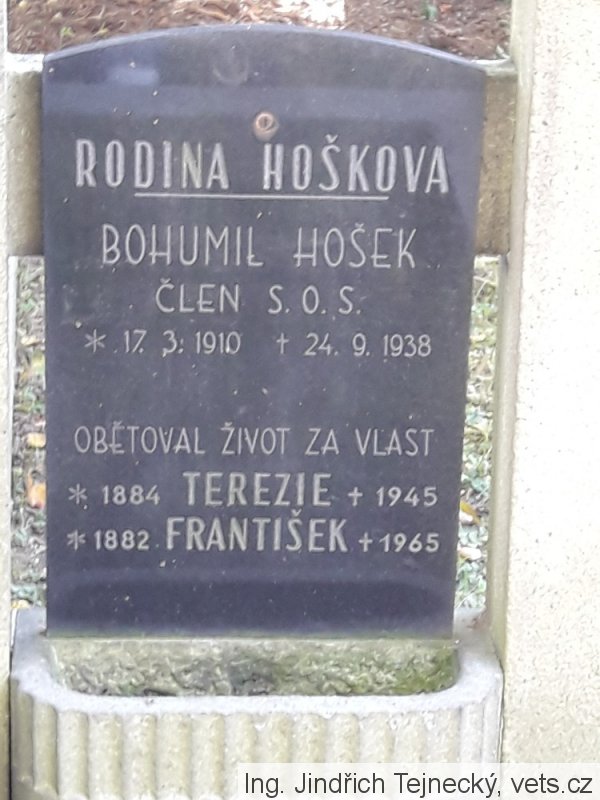 RODINA HOŠKOVA
BOHUMIL HOŠEK
ČLEN S.O.S.
* 17. 3. 1910 † 24. 9. 1938
OBĚTOVAL ŽIVOT ZA VLAST
* 1884 TEREZIE † 1945
* 1882 FRANTIŠEK † 1965
Ing. Jindřich Tejnecký, vets.cz